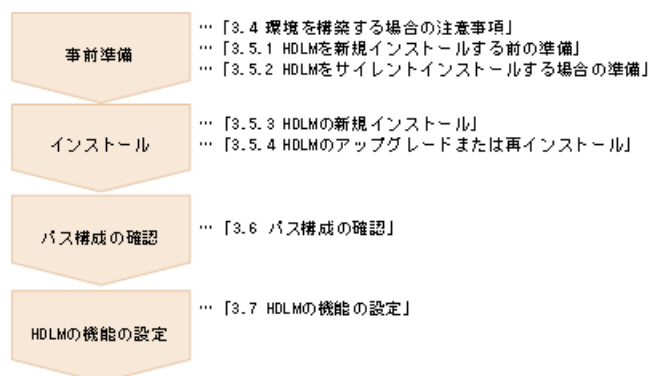 事前準備
… 「3.4 環境を構築する場合の注意事項」
… 「3.5.1 HDLMを新規インストールする前の準備」
… 「3.5.2 HDLMをサイレントインストールする場合の準備」
インストール
… 「3.5.3 HDLMの新規インストール」
… 「3.5.4 HDLMのアップグレードまたは再インストール」
パス構成の確認
… 「3.6 パス構成の確認」
HDLMの機能の設定
… 「3.7 HDLMの機能の設定」